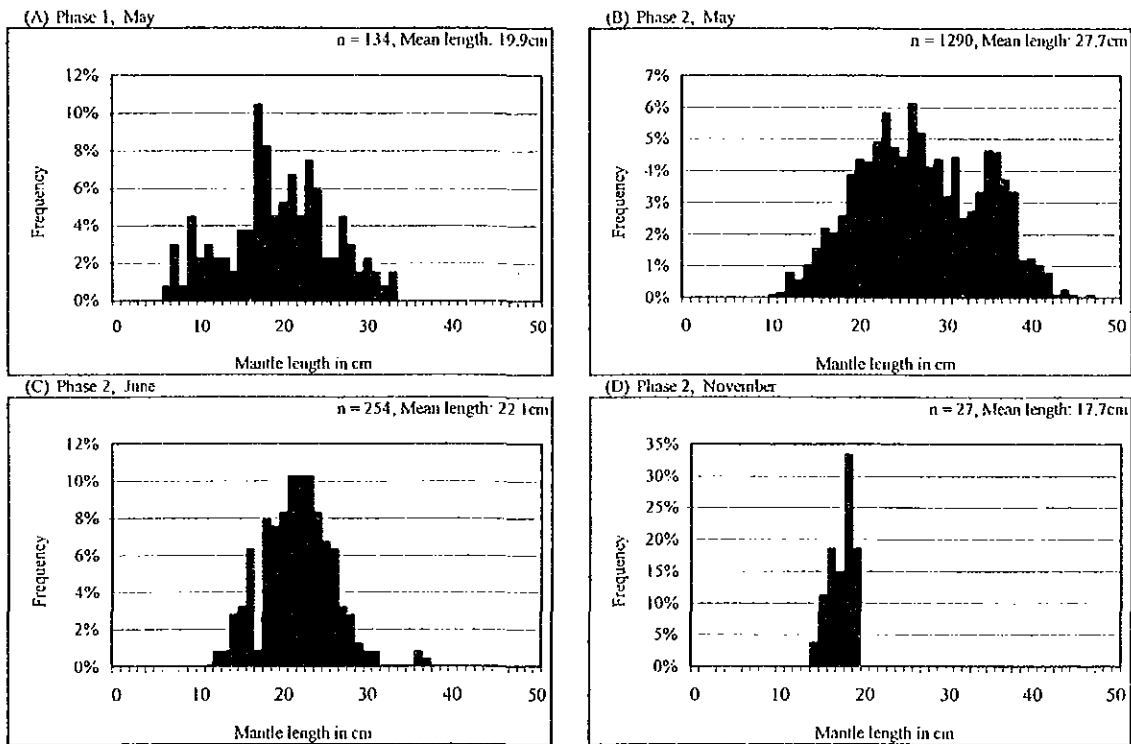 (A) Phase 1, May
n = 134, Mean length: 19.9cm
12%
10%
8%
6%
4%
2%
0%
Frequency
0 10 20 30 40 50
Mantle length in cm
(B) Phase 2, May
n = 1290, Mean length: 27.7cm
7%
6%
5%
4%
3%
2%
1%
0%
Frequency
0 10 20 30 40 50
Mantle length in cm
(C) Phase 2, June
n = 254, Mean length: 22.1cm
12%
10%
8%
6%
4%
2%
0%
Frequency
0 10 20 30 40 50
Mantle length in cm
(D) Phase 2, November
n = 27, Mean length: 17.7cm
35%
30%
25%
20%
15%
10%
5%
0%
Frequency
0 10 20 30 40 50
Mantle length in cm